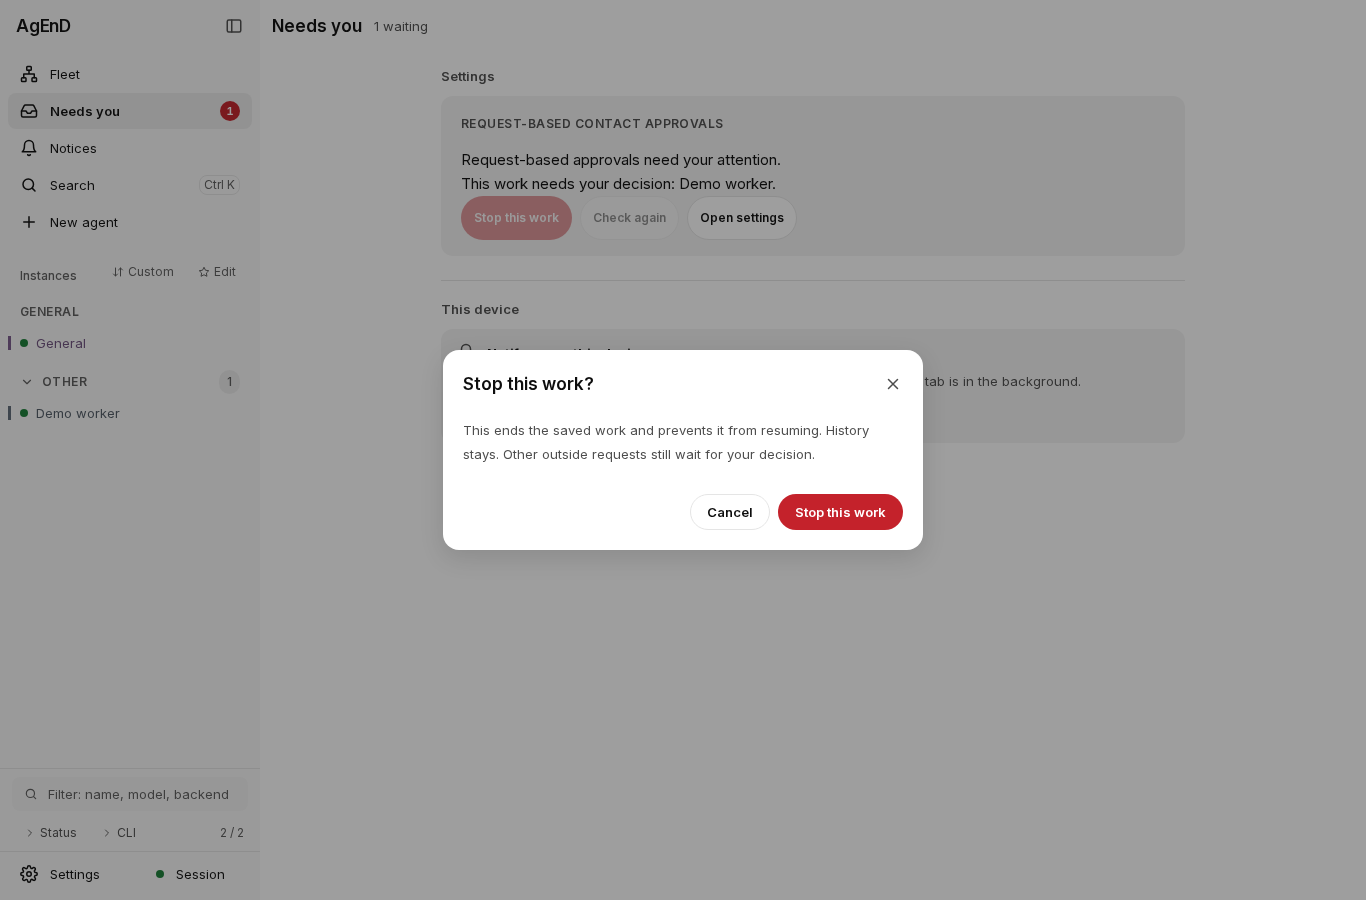 AgEnD
Fleet
Needs you 1
Notices
Search Ctrl K
New agent
Instances Custom Edit
GENERAL
General
OTHER 1
Demo worker
Filter: name, model, backend
Status CLI 2 / 2
Settings Session
Needs you 1 waiting
Settings
REQUEST-BASED CONTACT APPROVALS
Request-based approvals need your attention.
This work needs your decision: Demo worker.
Stop this work Check again Open settings
This device
tab is in the background.
Stop this work?
This ends the saved work and prevents it from resuming. History
stays. Other outside requests still wait for your decision.
Cancel Stop this work